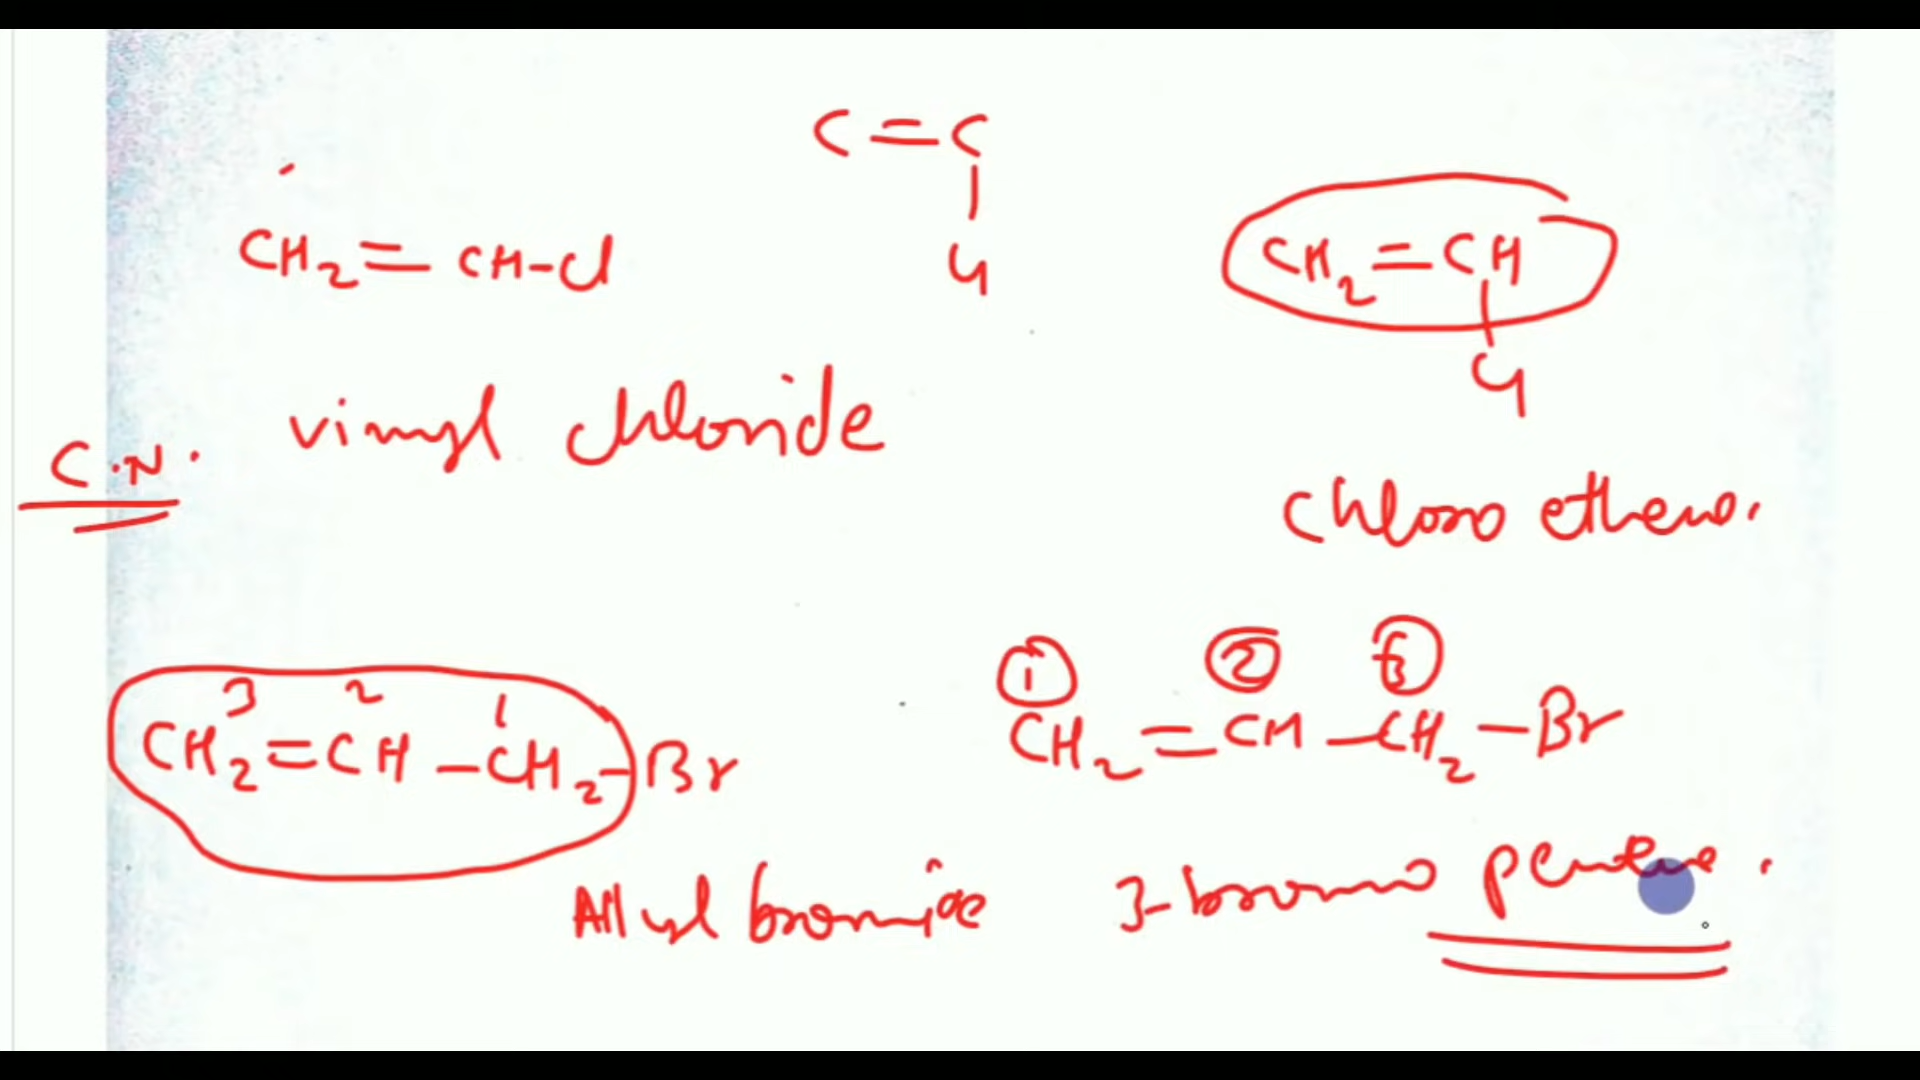 C=C
Cl
CH2=CH-Cl
CH2=CH
Cl
vinyl chloride
C.N.
Chloro ethene.
1 2 3
3 2 1
CH2=CH-CH2-Br
CH2=CH-CH2-Br
Allyl bromide
3-bromo pentene.